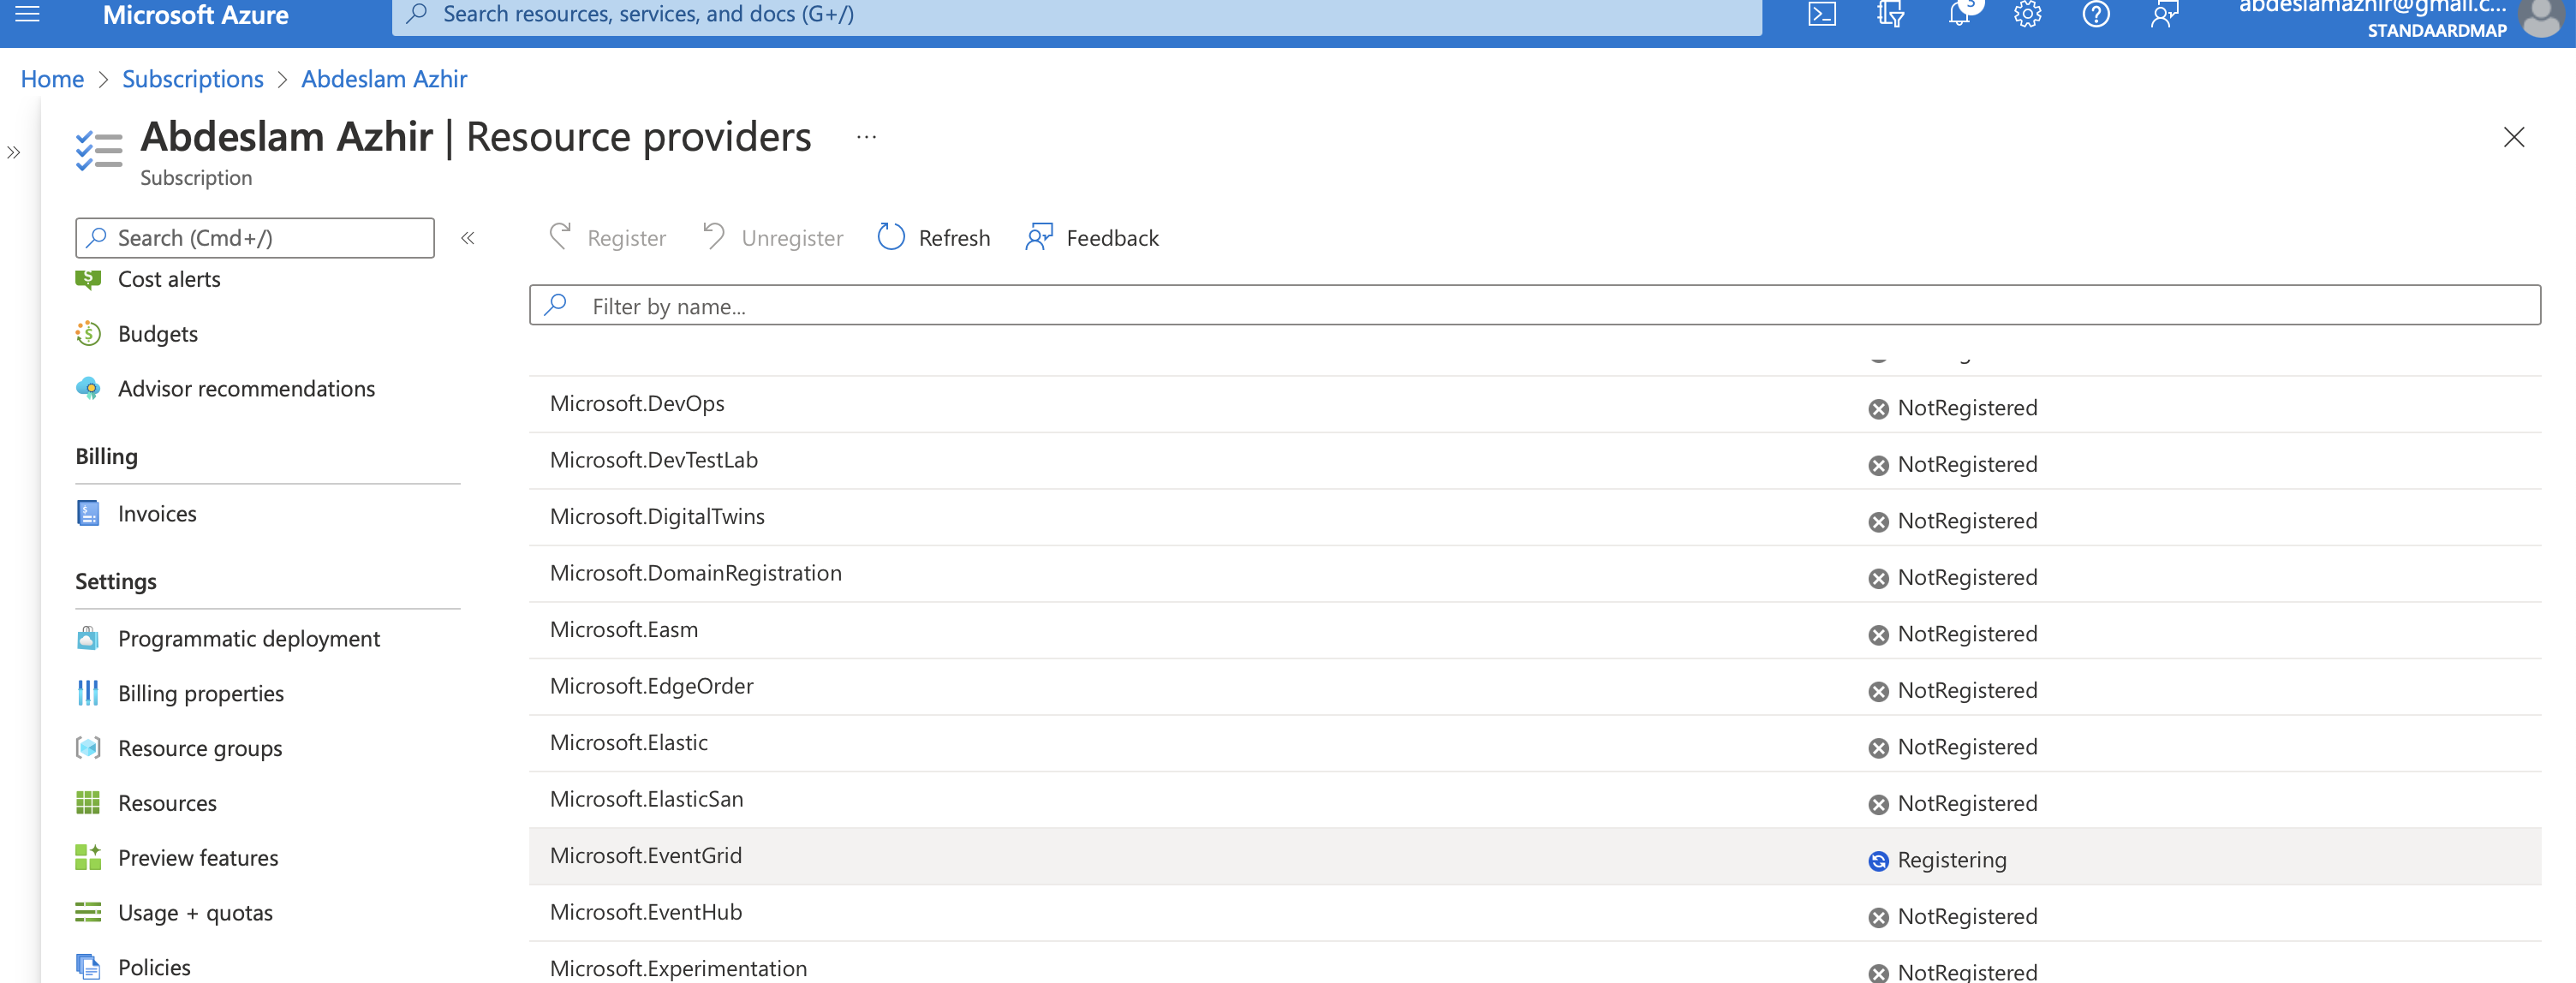 Microsoft Azure
Search resources, services, and docs (G+/)
abdeslamazhir@gmail.c...
STANDAARDMAP
Home > Subscriptions > Abdeslam Azhir
Abdeslam Azhir | Resource providers ...
Subscription
Search (Cmd+/)
«
Register
Unregister
Refresh
Feedback
Cost alerts
Budgets
Advisor recommendations
Billing
Invoices
Settings
Programmatic deployment
Billing properties
Resource groups
Resources
Preview features
Usage + quotas
Policies
Filter by name...
Microsoft.DevOps NotRegistered
Microsoft.DevTestLab NotRegistered
Microsoft.DigitalTwins NotRegistered
Microsoft.DomainRegistration NotRegistered
Microsoft.Easm NotRegistered
Microsoft.EdgeOrder NotRegistered
Microsoft.Elastic NotRegistered
Microsoft.ElasticSan NotRegistered
Microsoft.EventGrid Registering
Microsoft.EventHub NotRegistered
Microsoft.Experimentation NotRegistered